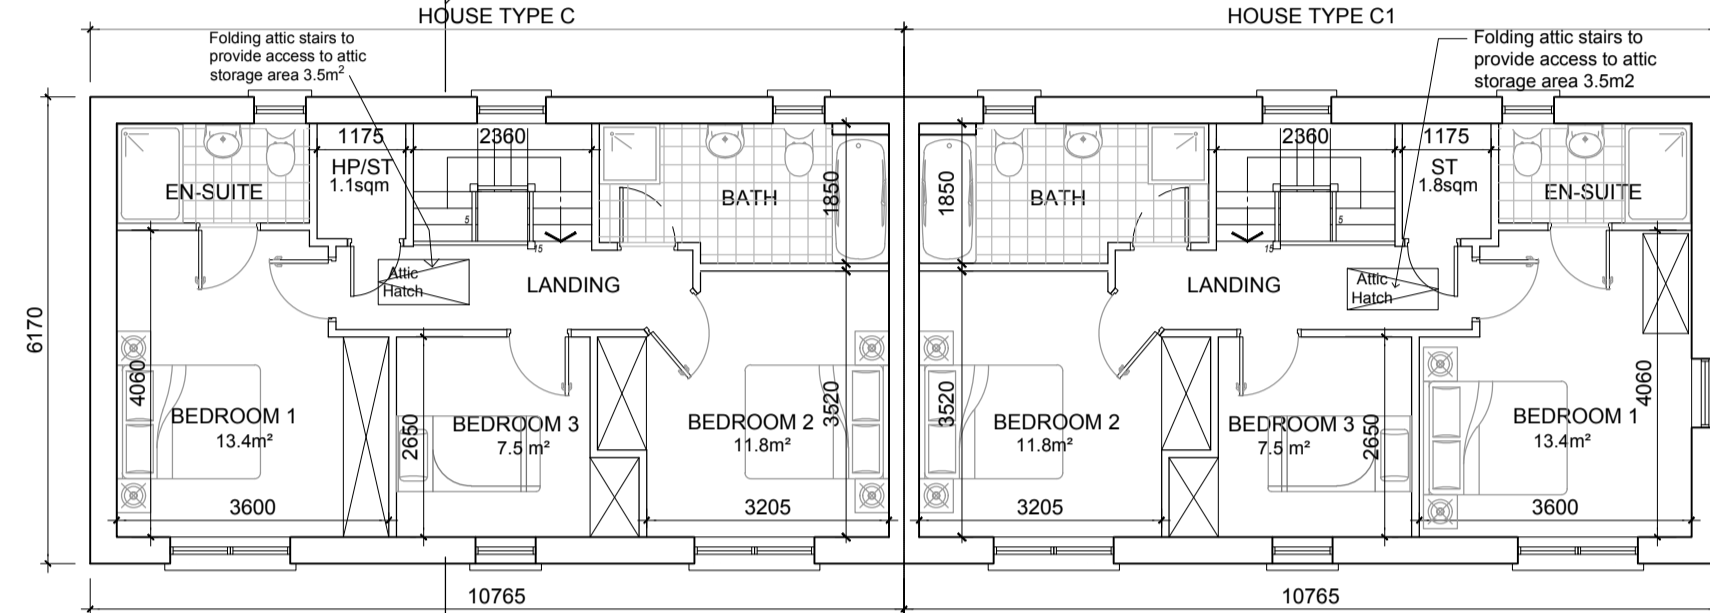 HOUSE TYPE C
HOUSE TYPE C1
Folding attic stairs to
provide access to attic
storage area 3.5m²
Folding attic stairs to
provide access to attic
storage area 3.5m2
1175
2360
2360
1175
HP/ST
1.1sqm
ST
1.8sqm
EN-SUITE
BATH
1850
1850
BATH
EN-SUITE
5
15
5
15
Attic
Hatch
LANDING
LANDING
Attic
Hatch
6170
4060
BEDROOM 1
13.4m²
2650
BEDROOM 3
7.5 m²
BEDROOM 2
11.8m²
3520
3520
BEDROOM 2
11.8m²
BEDROOM 3
7.5 m²
2650
BEDROOM 1
13.4m²
4060
3600
3205
3205
3600
10765
10765